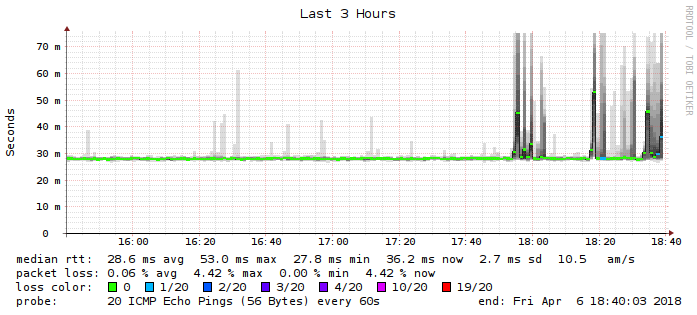 Last 3 Hours
RRDTOOL / TOBI OETIKER
Seconds
70 m
60 m
50 m
40 m
30 m
20 m
10 m
0
16:00 16:20 16:40 17:00 17:20 17:40 18:00 18:20 18:40
median rtt: 28.6 ms avg 53.0 ms max 27.8 ms min 36.2 ms now 2.7 ms sd 10.5 am/s
packet loss: 0.06 % avg 4.42 % max 0.00 % min 4.42 % now
loss color: 0 1/20 2/20 3/20 4/20 10/20 19/20
probe: 20 ICMP Echo Pings (56 Bytes) every 60s end: Fri Apr 6 18:40:03 2018